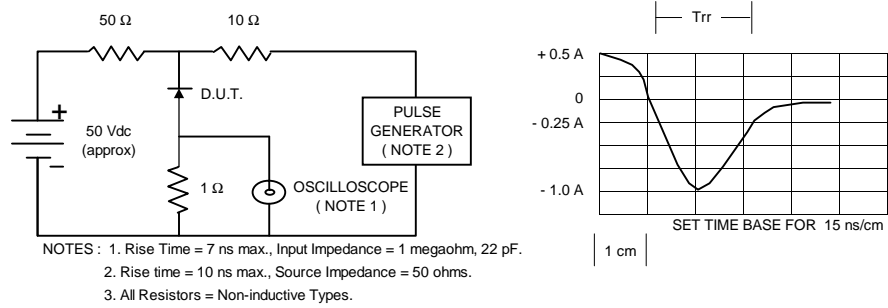 50 Ω
10 Ω
Trr
+ 0.5 A
0
- 0.25 A
- 1.0 A
D.U.T.
+
50 Vdc
(approx)
-
PULSE
GENERATOR
( NOTE 2 )
1 Ω
OSCILLOSCOPE
( NOTE 1 )
SET TIME BASE FOR 15 ns/cm
1 cm
NOTES : 1. Rise Time = 7 ns max., Input Impedance = 1 megaohm, 22 pF.
2. Rise time = 10 ns max., Source Impedance = 50 ohms.
3. All Resistors = Non-inductive Types.